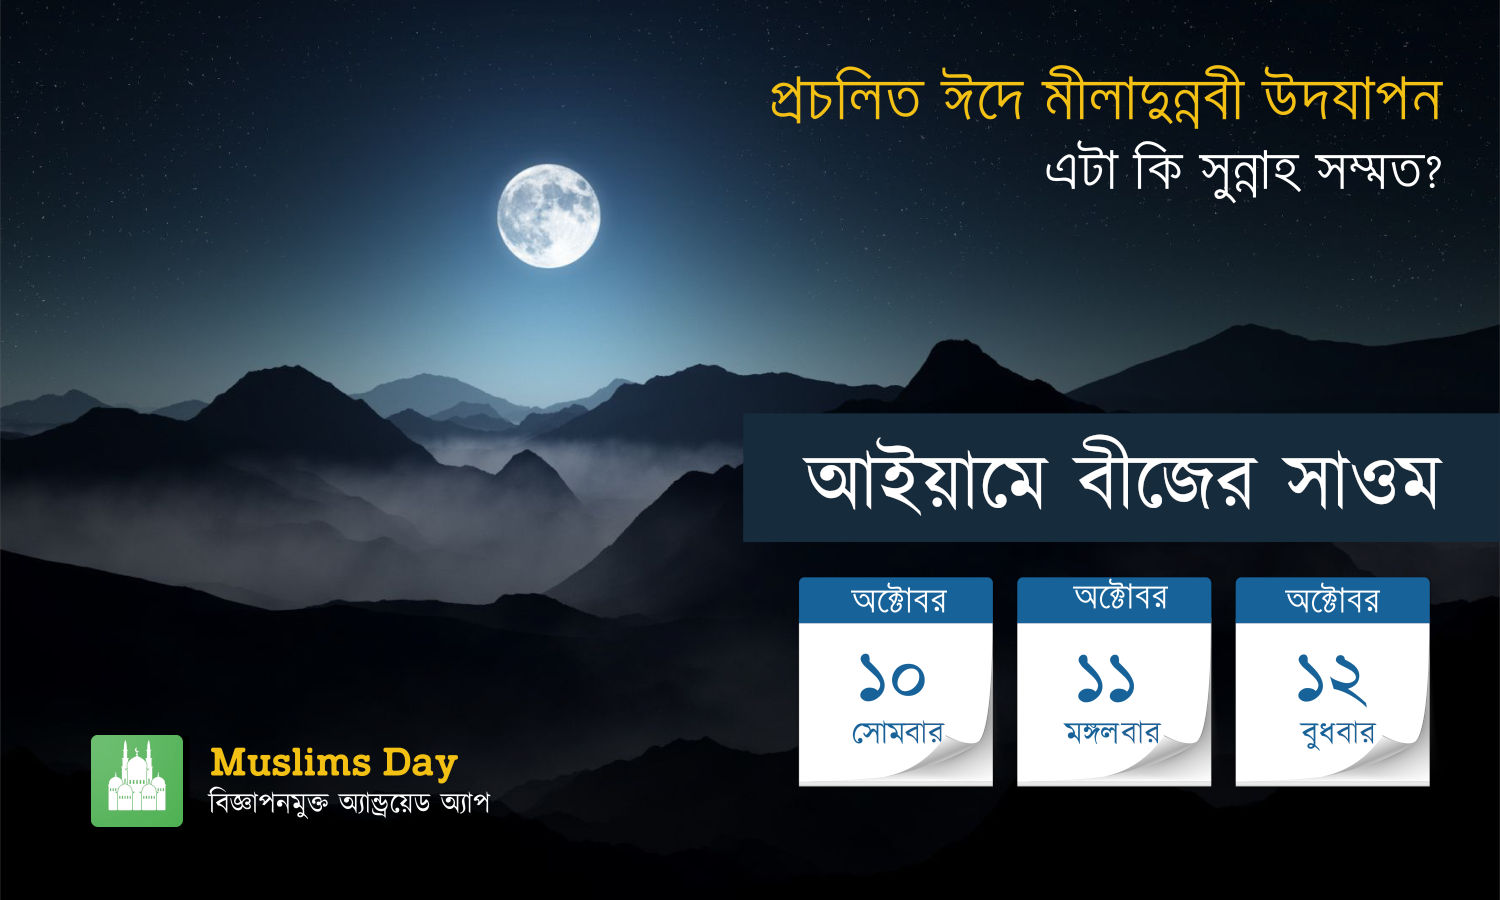 প্রচলিত ঈদে মীলাদুন্নবী উদযাপন
এটা কি সুন্নাহ সম্মত?
আইয়ামে বীজের সাওম
অক্টোবর
১০
সোমবার
অক্টোবর
১১
মঙ্গলবার
অক্টোবর
১২
বুধবার
Muslims Day
বিজ্ঞাপনমুক্ত অ্যান্ড্রয়েড অ্যাপ